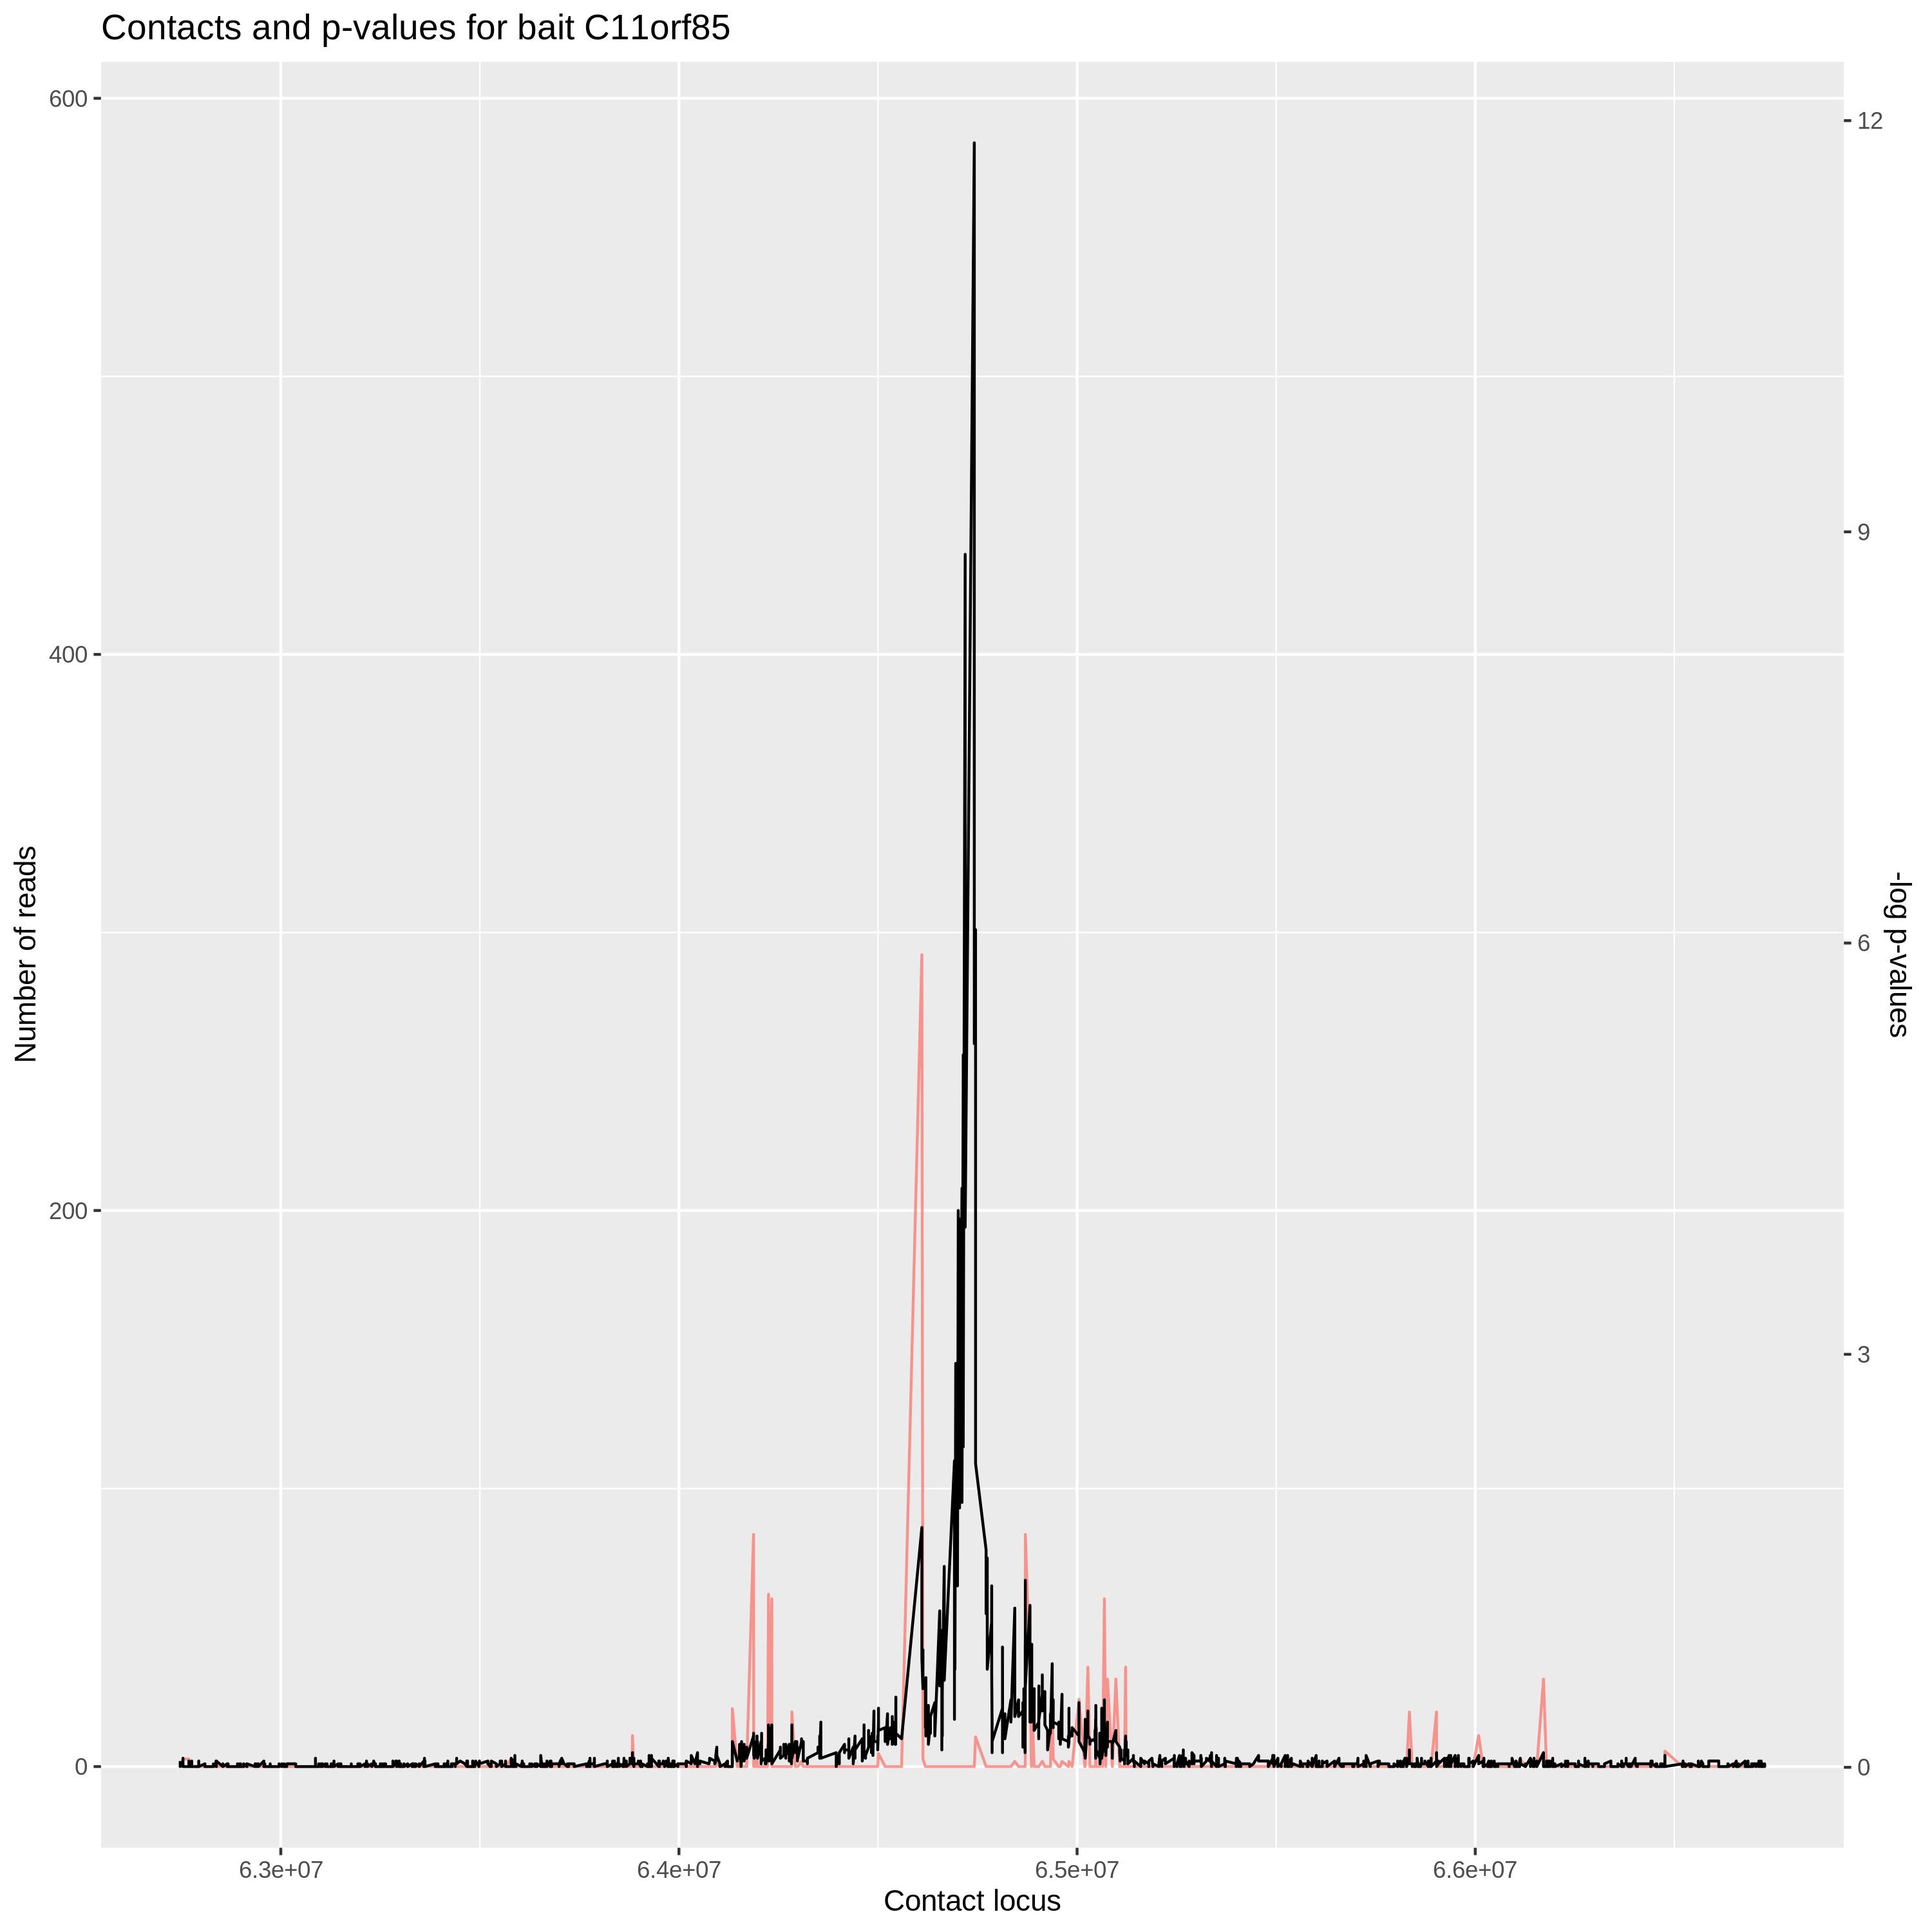 Contacts and p-values for bait C11orf85
600
400
200
0
12
9
6
3
0
Number of reads
-log p-values
6.3e+07
6.4e+07
6.5e+07
6.6e+07
Contact locus